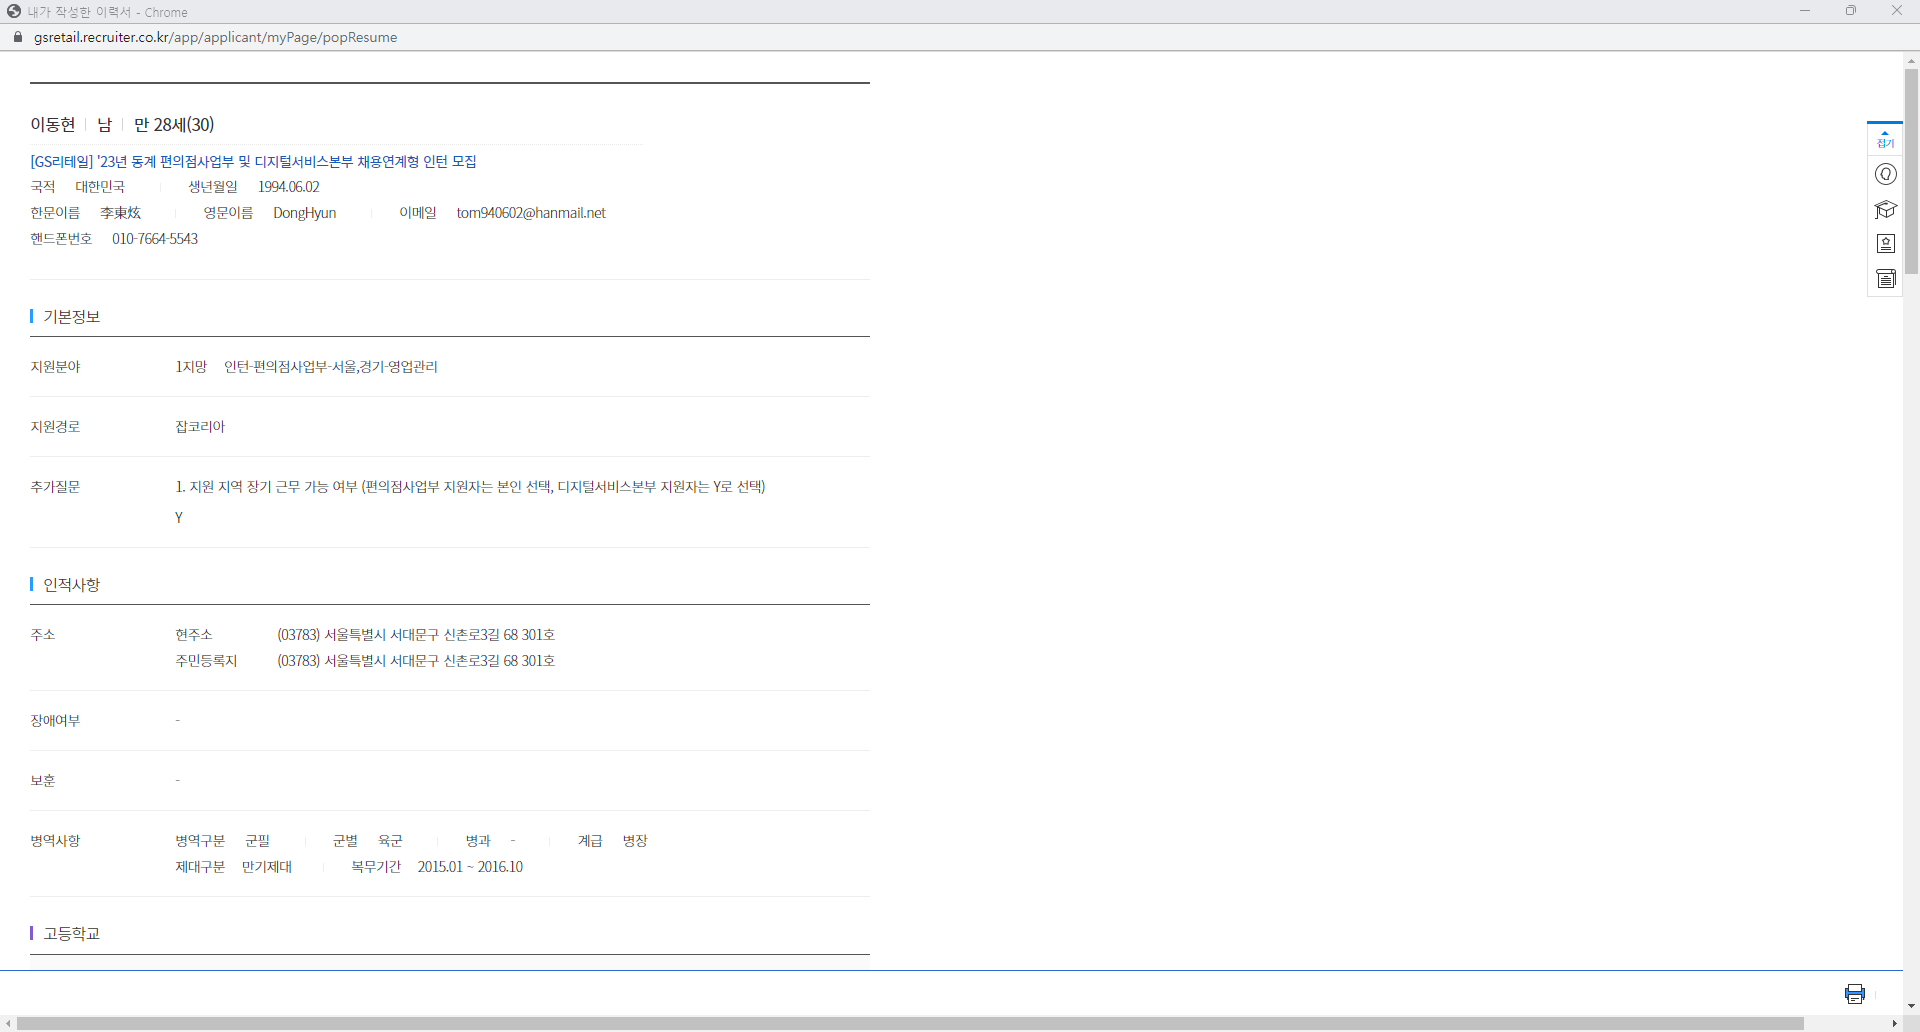 내가 작성한 이력서 - Chrome
gsretail.recruiter.co.kr/app/applicant/myPage/popResume
이동현 남 만 28세(30)
[GS리테일] '23년 동계 편의점사업부 및 디지털서비스본부 채용연계형 인턴 모집
국적 대한민국 생년월일 1994.06.02
한문이름 李東炫 영문이름 DongHyun 이메일 tom940602@hanmail.net
핸드폰번호 010-7664-5543
접기
기본정보
지원분야 1지망 인턴-편의점사업부-서울,경기-영업관리
지원경로 잡코리아
추가질문 1. 지원 지역 장기 근무 가능 여부 (편의점사업부 지원자는 본인 선택, 디지털서비스본부 지원자는 Y로 선택)
Y
인적사항
주소 현주소 (03783) 서울특별시 서대문구 신촌로3길 68 301호
주민등록지 (03783) 서울특별시 서대문구 신촌로3길 68 301호
장애여부 -
보훈 -
병역사항 병역구분 군필 군별 육군 병과 - 계급 병장
제대구분 만기제대 복무기간 2015.01 ~ 2016.10
고등학교